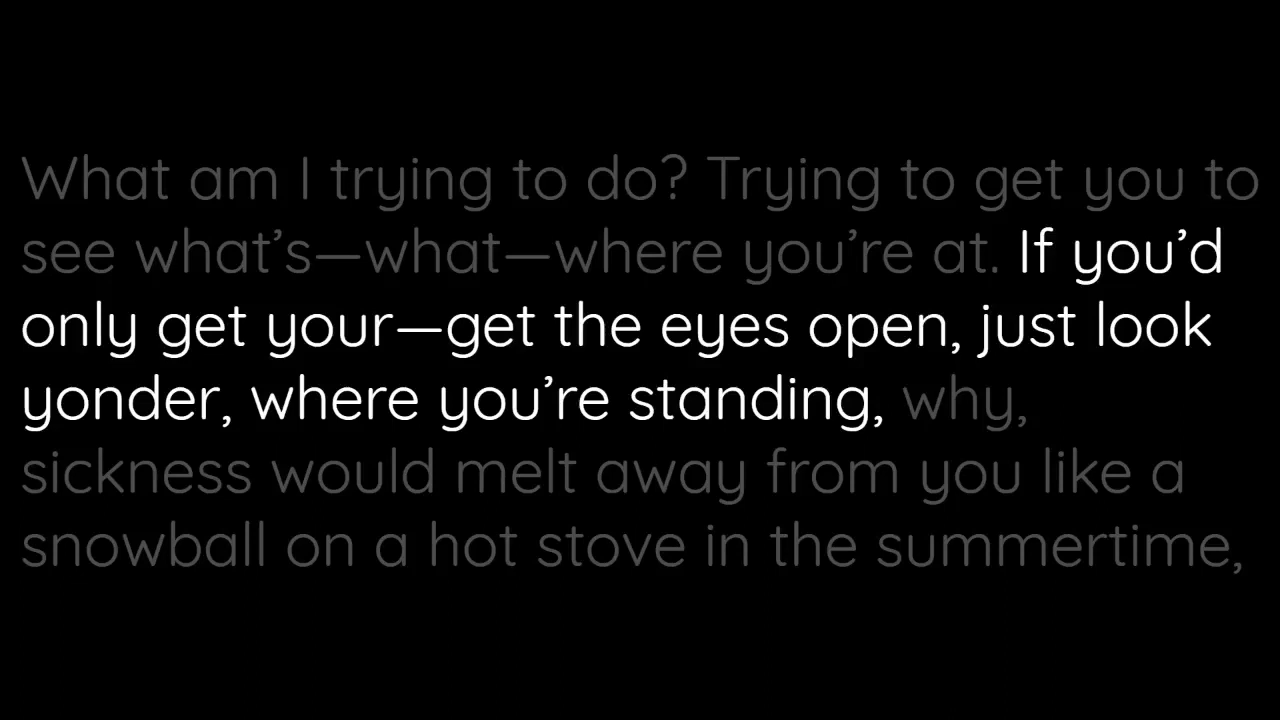 What am I trying to do? Trying to get you to
see what’s—what—where you’re at. If you’d
only get your—get the eyes open, just look
yonder, where you’re standing, why,
sickness would melt away from you like a
snowball on a hot stove in the summertime,